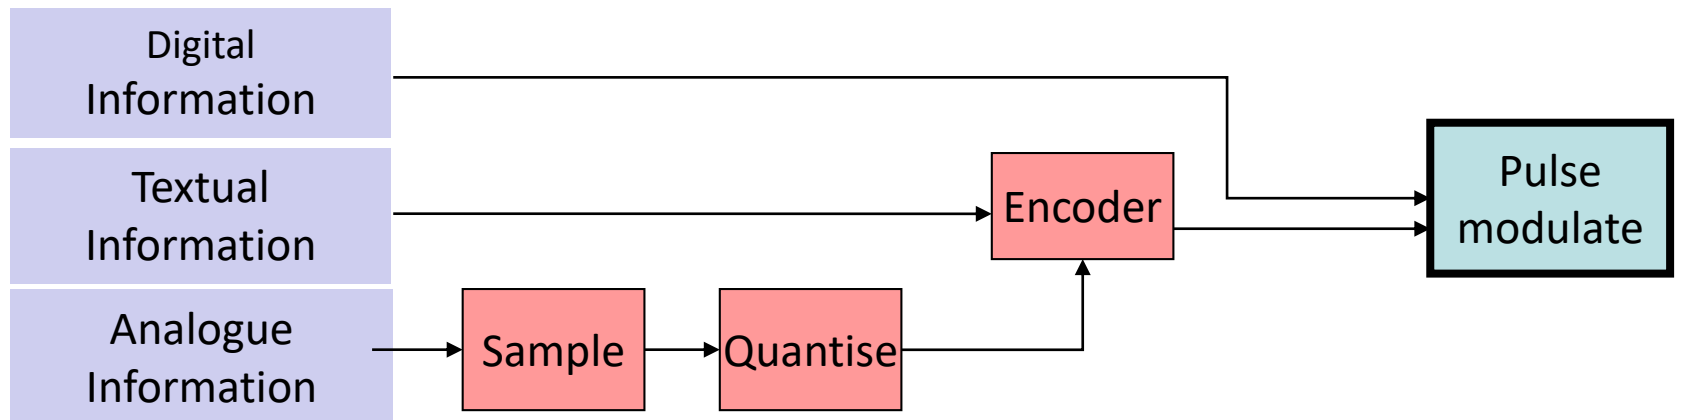 Digital
Information
Textual
Information
Analogue
Information
Sample
Quantise
Encoder
Pulse
modulate